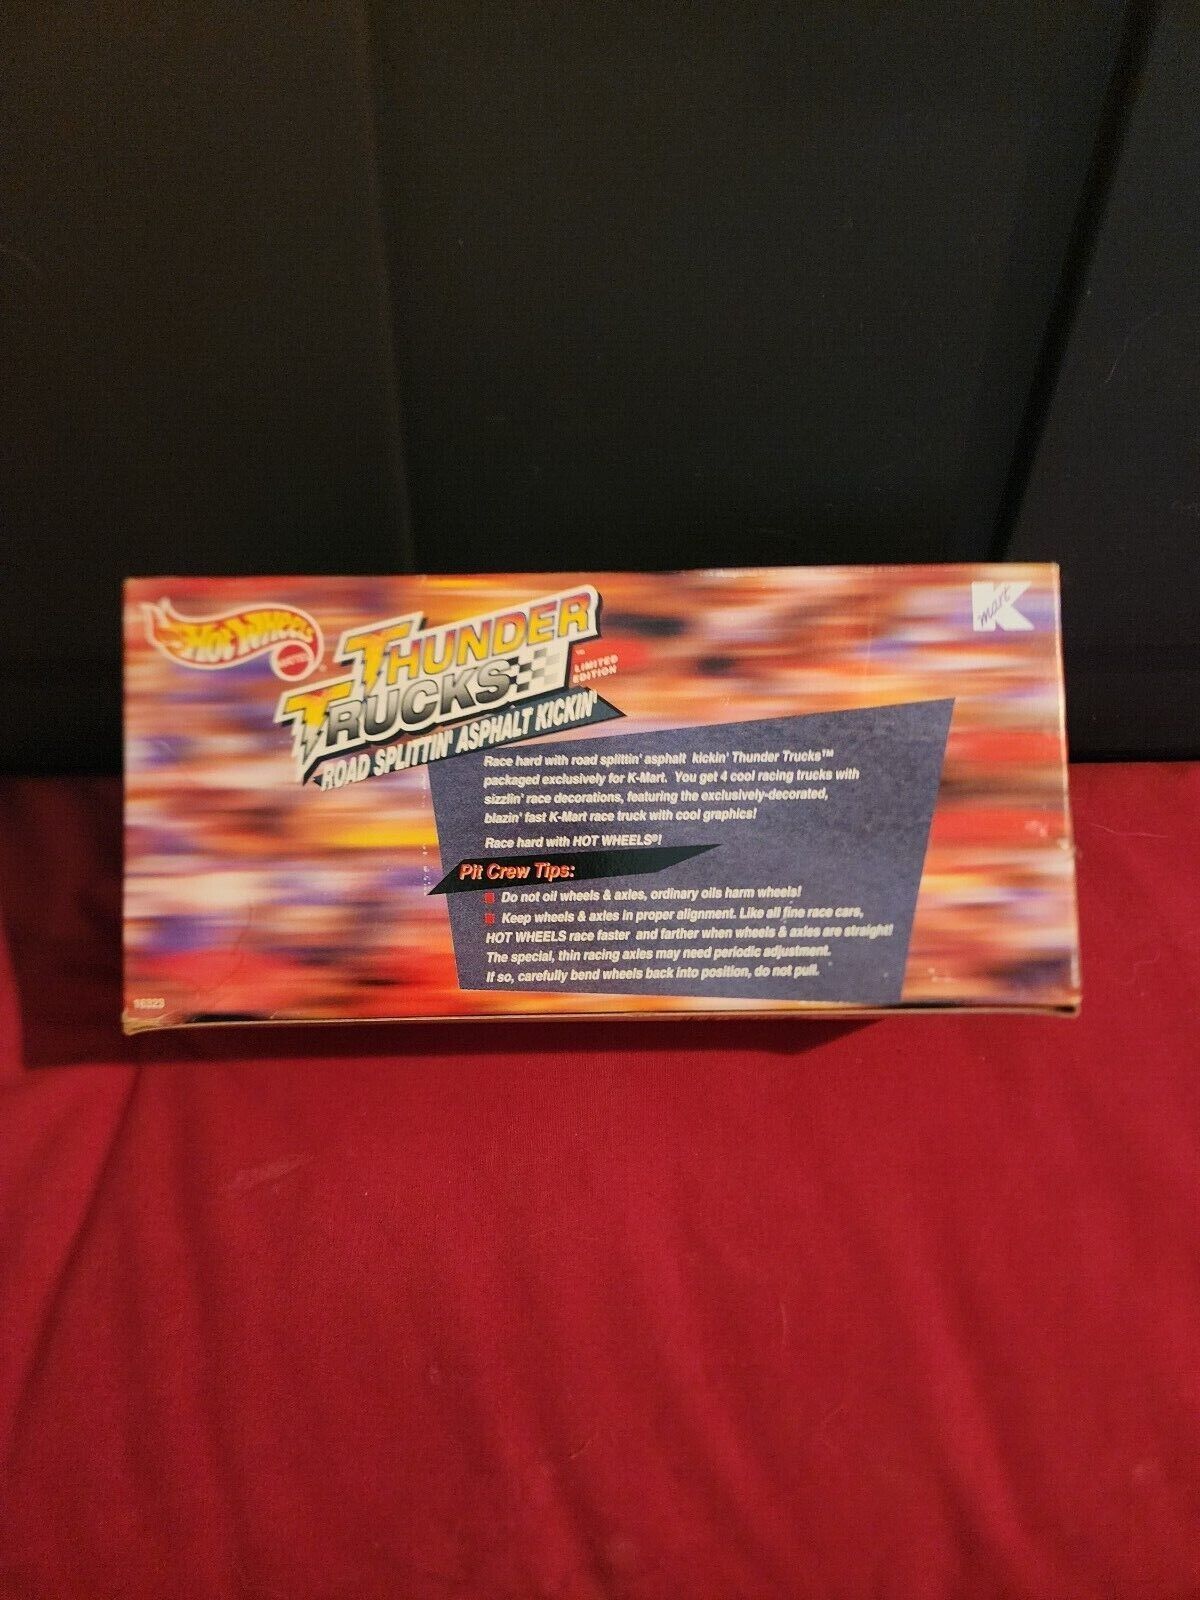 HOT WHEELS
MATTEL
THUNDER
TRUCKS™
LIMITED
EDITION
ROAD SPLITTIN' ASPHALT KICKIN'
K
mart
Race hard with road splittin' asphalt kickin' Thunder Trucks™
packaged exclusively for K-Mart. You get 4 cool racing trucks with
sizzlin' race decorations, featuring the exclusively-decorated,
blazin' fast K-Mart race truck with cool graphics!
Race hard with HOT WHEELS®!
Pit Crew Tips:
Do not oil wheels & axles, ordinary oils harm wheels!
Keep wheels & axles in proper alignment. Like all fine race cars,
HOT WHEELS race faster and farther when wheels & axles are straight!
The special, thin racing axles may need periodic adjustment.
If so, carefully bend wheels back into position, do not pull.